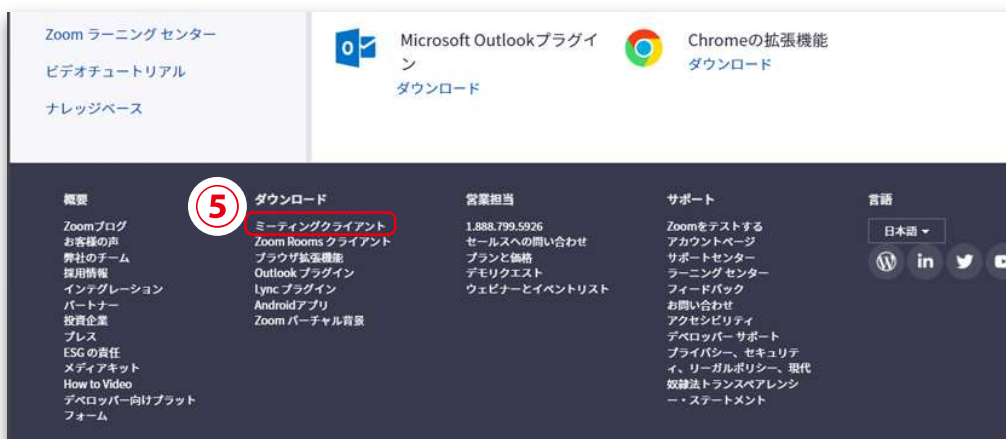 Zoom ラーニング センター
ビデオチュートリアル
ナレッジベース
Microsoft Outlookプラグイ
ン
ダウンロード
Chromeの拡張機能
ダウンロード
⑤
概要
Zoomブログ
お客様の声
弊社のチーム
採用情報
インテグレーション
パートナー
投資企業
プレス
ESG の責任
メディアキット
How to Video
デベロッパー向けプラット
フォーム
ダウンロード
ミーティングクライアント
Zoom Rooms クライアント
ブラウザ拡張機能
Outlook プラグイン
Lync プラグイン
Androidアプリ
Zoom バーチャル背景
営業担当
1.888.799.5926
セールスへの問い合わせ
プランと価格
デモリクエスト
ウェビナーとイベントリスト
サポート
Zoomをテストする
アカウントページ
サポートセンター
ラーニング センター
フィードバック
お問い合わせ
アクセシビリティ
デベロッパー サポート
プライバシー、セキュリテ
ィ、リーガルポリシー、現代
奴隷法トランスペアレンシ
ー・ステートメント
言語
日本語